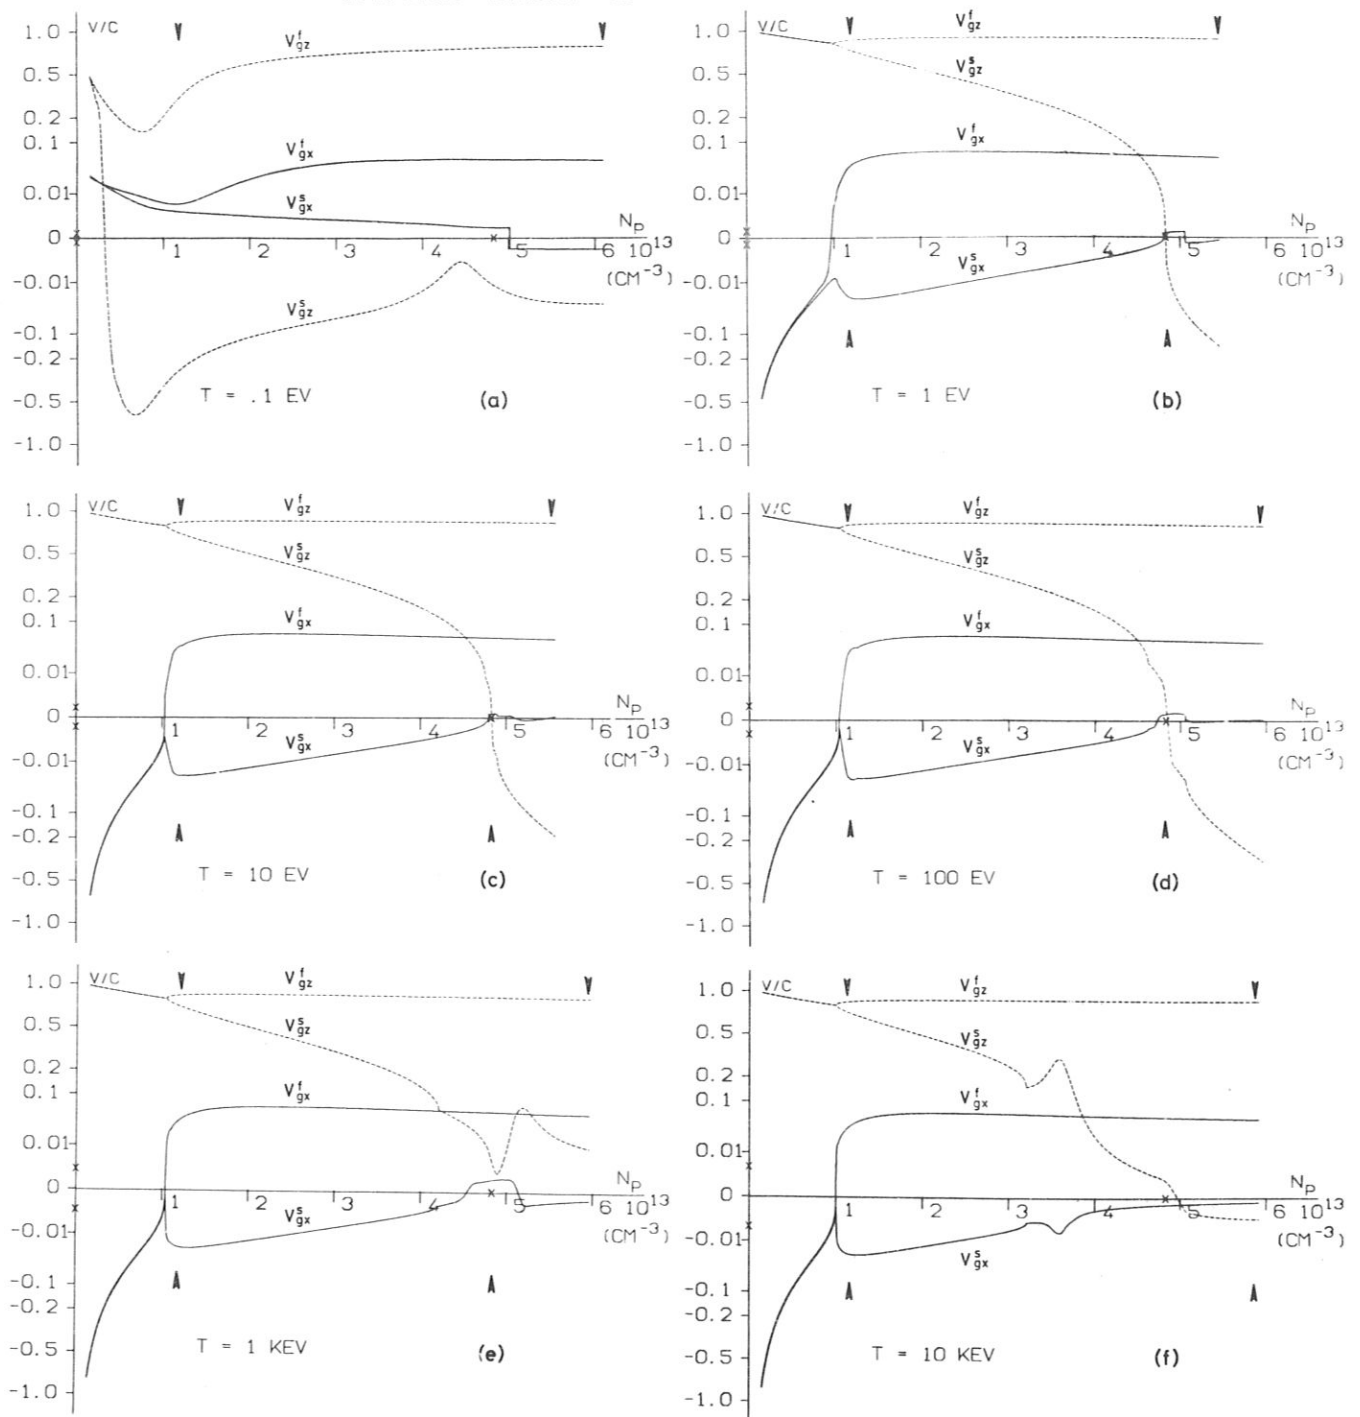 1.0
V/C
V^f_gz
0.5
0.2
0.1
V^f_gx
0.01
V^s_gx
N_P
0
1
2
3
4
5
6 10^13
(CM^-3)
-0.01
V^s_gz
-0.1
-0.2
-0.5
T = .1 EV
(a)
-1.0
V^f_gz
1.0
V/C
V^s_gz
0.5
0.2
0.1
V^f_gx
0.01
N_P
0
1
2
3
4
5
6 10^13
V^s_gx
(CM^-3)
-0.01
-0.1
-0.2
-0.5
T = 1 EV
(b)
-1.0
1.0
V/C
V^f_gz
0.5
V^s_gz
0.2
0.1
V^f_gx
0.01
N_P
0
1
2
3
4
5
6 10^13
V^s_gx
(CM^-3)
-0.01
-0.1
-0.2
-0.5
T = 10 EV
(c)
-1.0
1.0
V/C
V^f_gz
0.5
V^s_gz
0.2
0.1
V^f_gx
0.01
N_P
0
1
2
3
4
5
6 10^13
V^s_gx
(CM^-3)
-0.01
-0.1
-0.2
-0.5
T = 100 EV
(d)
-1.0
1.0
V/C
V^f_gz
0.5
V^s_gz
0.2
0.1
V^f_gx
0.01
N_P
0
1
2
3
4
5
6 10^13
V^s_gx
(CM^-3)
-0.01
-0.1
-0.2
-0.5
T = 1 KEV
(e)
-1.0
1.0
V/C
V^f_gz
0.5
V^s_gz
0.2
0.1
V^f_gx
0.01
N_P
0
1
2
3
4
5
6 10^13
(CM^-3)
-0.01
V^s_gx
-0.1
-0.2
-0.5
T = 10 KEV
(f)
-1.0